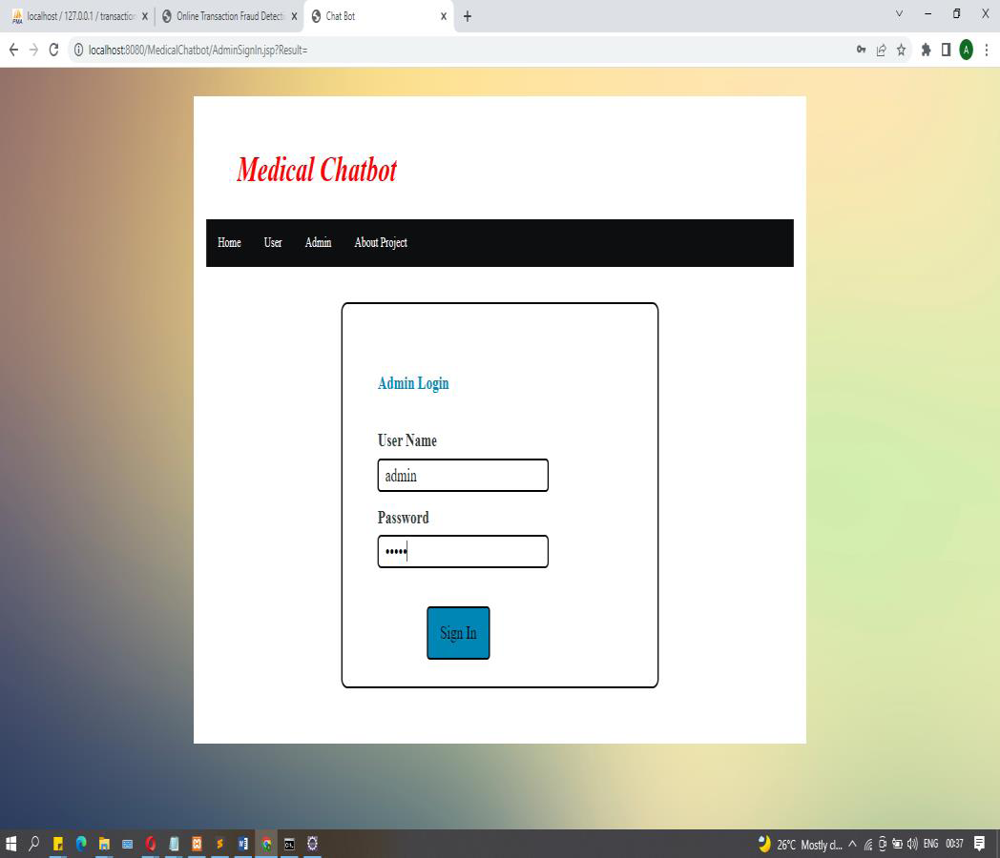 localhost / 127.0.0.1 / transaction
Online Transaction Fraud Detecti
Chat Bot
localhost:8080/MedicalChatbot/AdminSignIn.jsp?Result=
A
Medical Chatbot
Home User Admin About Project
Admin Login
User Name
admin
Password
•••••
Sign In
26°C Mostly cl... ENG 00:37